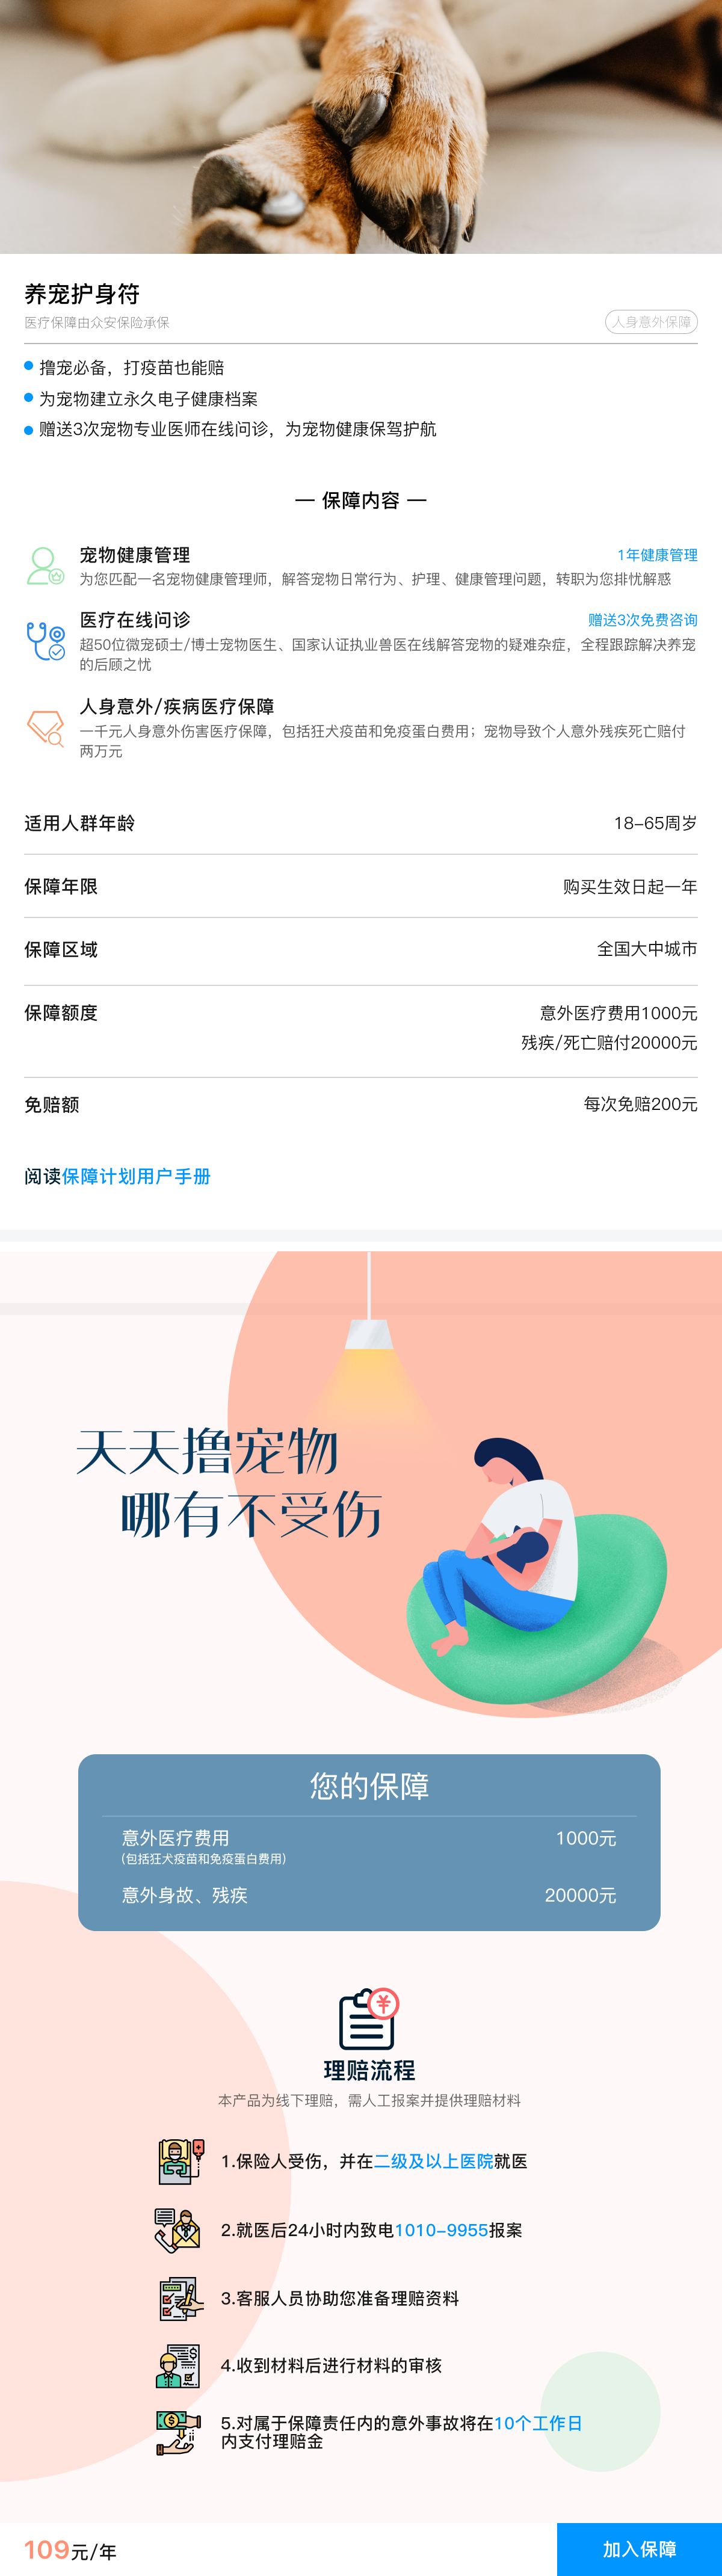 养宠护身符
医疗保障由众安保险承保
人身意外保障
撸宠必备，打疫苗也能赔
为宠物建立永久电子健康档案
赠送3次宠物专业医师在线问诊，为宠物健康保驾护航
— 保障内容 —
宠物健康管理
1年健康管理
为您匹配一名宠物健康管理师，解答宠物日常行为、护理、健康管理问题，转职为您排忧解惑
医疗在线问诊
赠送3次免费咨询
超50位微宠硕士/博士宠物医生、国家认证执业兽医在线解答宠物的疑难杂症，全程跟踪解决养宠
的后顾之忧
人身意外/疾病医疗保障
一千元人身意外伤害医疗保障，包括狂犬疫苗和免疫蛋白费用；宠物导致个人意外残疾死亡赔付
两万元
适用人群年龄
18-65周岁
保障年限
购买生效日起一年
保障区域
全国大中城市
保障额度
意外医疗费用1000元
残疾/死亡赔付20000元
免赔额
每次免赔200元
阅读保障计划用户手册
天天撸宠物
哪有不受伤
您的保障
意外医疗费用
1000元
(包括狂犬疫苗和免疫蛋白费用)
意外身故、残疾
20000元
理赔流程
本产品为线下理赔，需人工报案并提供理赔材料
1.保险人受伤，并在二级及以上医院就医
2.就医后24小时内致电1010-9955报案
3.客服人员协助您准备理赔资料
4.收到材料后进行材料的审核
5.对属于保障责任内的意外事故将在10个工作日
内支付理赔金
109元/年
加入保障